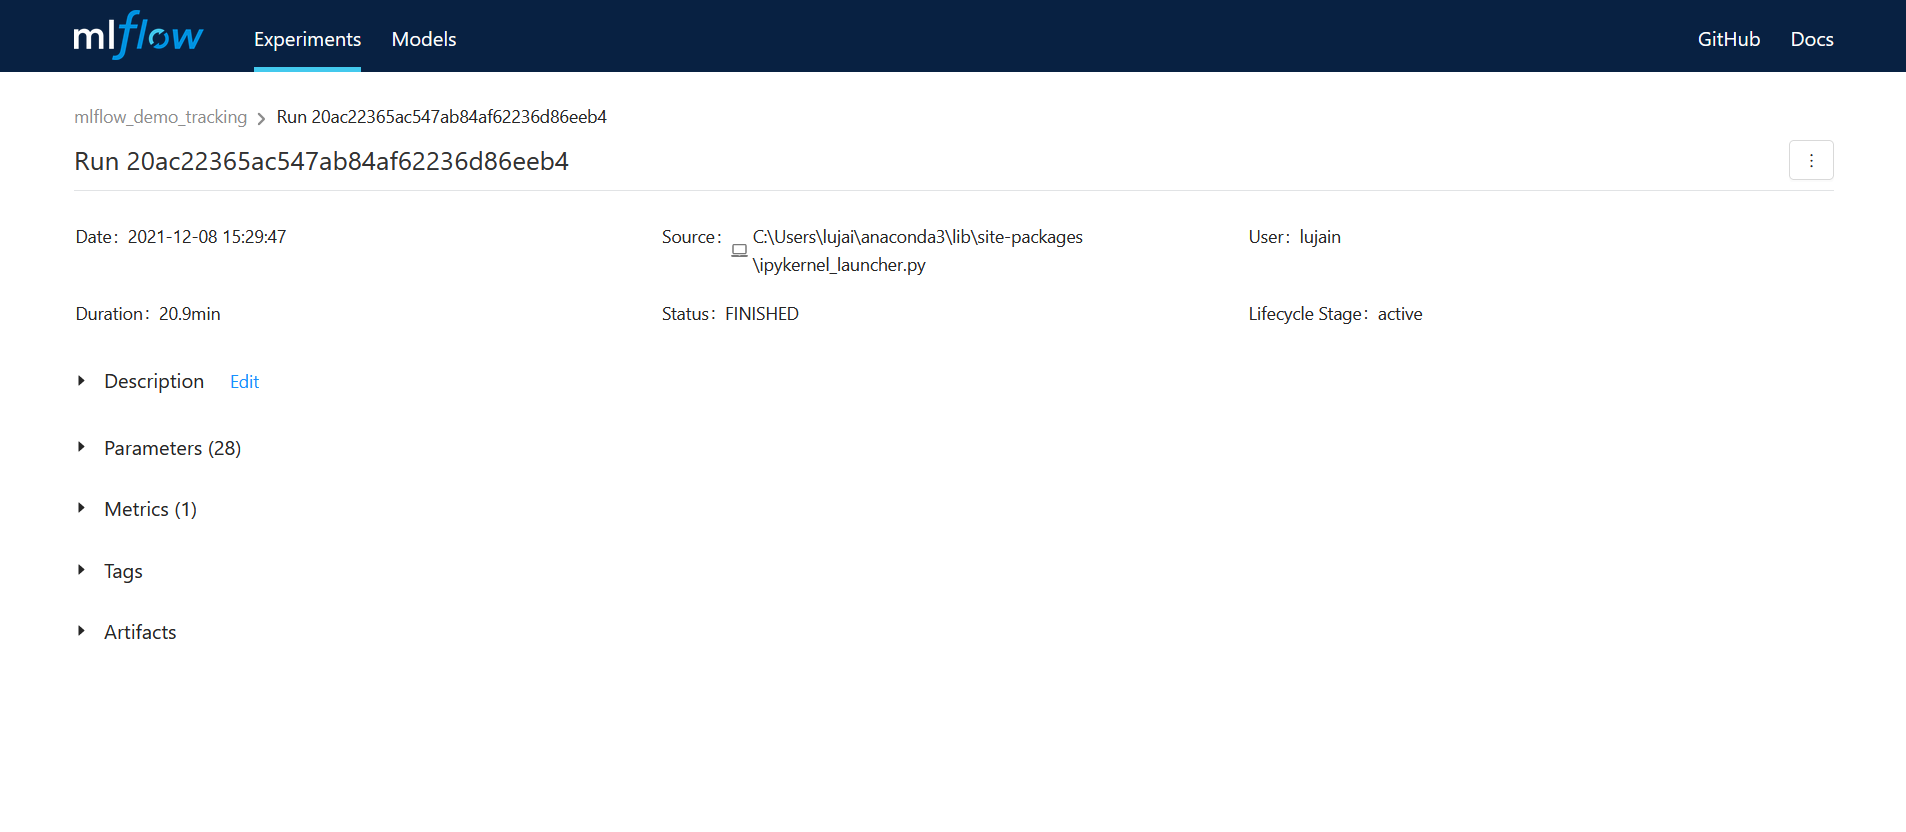 mlflow Experiments Models GitHub Docs
mlflow_demo_tracking > Run 20ac22365ac547ab84af62236d86eeb4
Run 20ac22365ac547ab84af62236d86eeb4
Date: 2021-12-08 15:29:47
Source: C:\Users\lujai\anaconda3\lib\site-packages
\ipykernel_launcher.py
User: lujain
Duration: 20.9min
Status: FINISHED
Lifecycle Stage: active
Description Edit
Parameters (28)
Metrics (1)
Tags
Artifacts